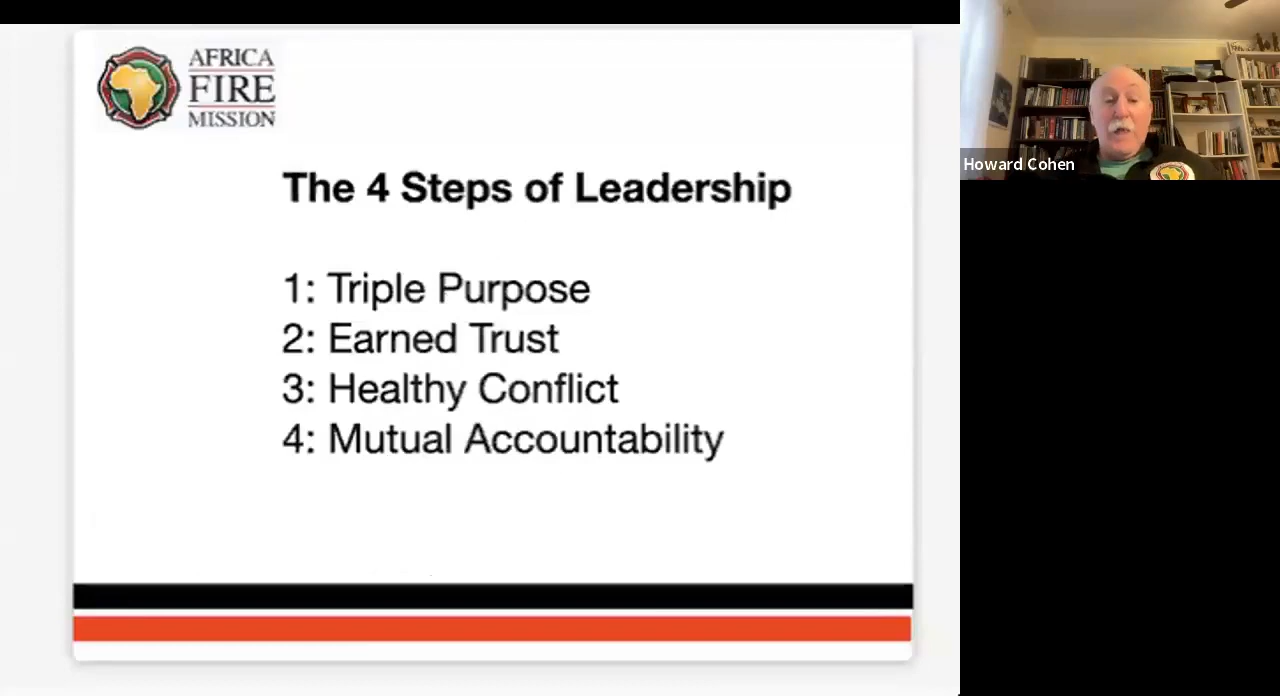 AFRICA
FIRE
MISSION
The 4 Steps of Leadership
1: Triple Purpose
2: Earned Trust
3: Healthy Conflict
4: Mutual Accountability
Howard Cohen